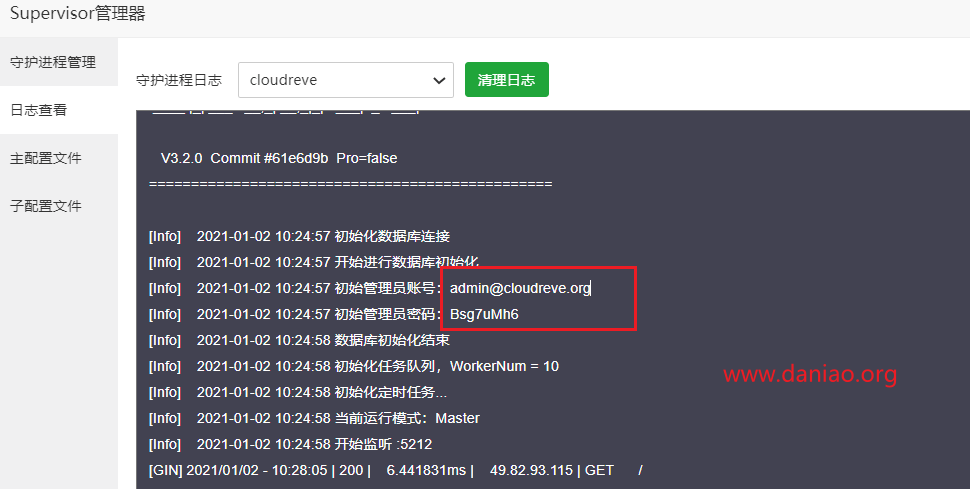 Supervisor管理器
守护进程管理
日志查看
主配置文件
子配置文件
守护进程日志 cloudreve 清理日志
V3.2.0 Commit #61e6d9b Pro=false
================================================
[Info] 2021-01-02 10:24:57 初始化数据库连接
[Info] 2021-01-02 10:24:57 开始进行数据库初始化
[Info] 2021-01-02 10:24:57 初始管理员账号：admin@cloudreve.org
[Info] 2021-01-02 10:24:57 初始管理员密码：Bsg7uMh6
[Info] 2021-01-02 10:24:58 数据库初始化结束
[Info] 2021-01-02 10:24:58 初始化任务队列，WorkerNum = 10
[Info] 2021-01-02 10:24:58 初始化定时任务...
[Info] 2021-01-02 10:24:58 当前运行模式：Master
[Info] 2021-01-02 10:24:58 开始监听 :5212
[GIN] 2021/01/02 - 10:28:05 | 200 | 6.441831ms | 49.82.93.115 | GET /
www.daniao.org